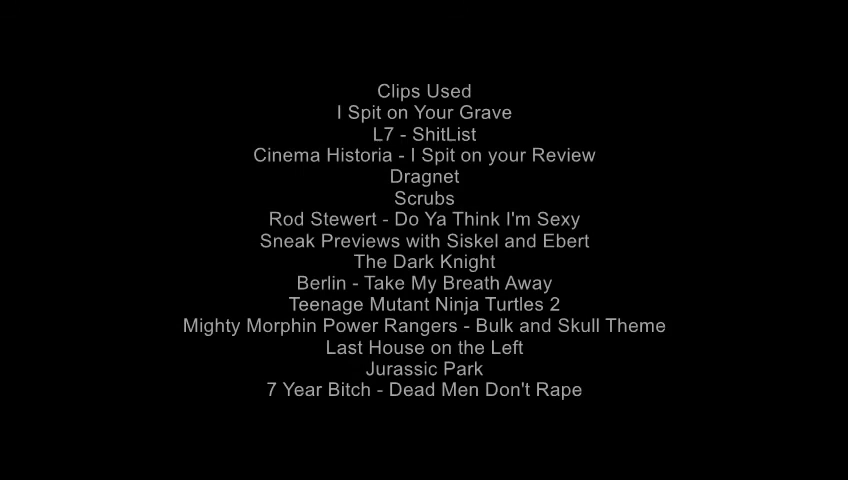 Clips Used
I Spit on Your Grave
L7 - ShitList
Cinema Historia - I Spit on your Review
Dragnet
Scrubs
Rod Stewert - Do Ya Think I'm Sexy
Sneak Previews with Siskel and Ebert
The Dark Knight
Berlin - Take My Breath Away
Teenage Mutant Ninja Turtles 2
Mighty Morphin Power Rangers - Bulk and Skull Theme
Last House on the Left
Jurassic Park
7 Year Bitch - Dead Men Don't Rape